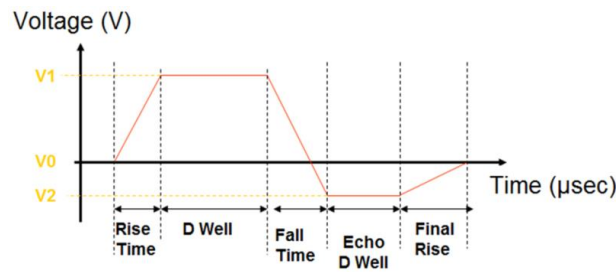 Voltage (V)
V1
V0
V2
Time (µsec)
Rise
Time
D Well
Fall
Time
Echo
D Well
Final
Rise